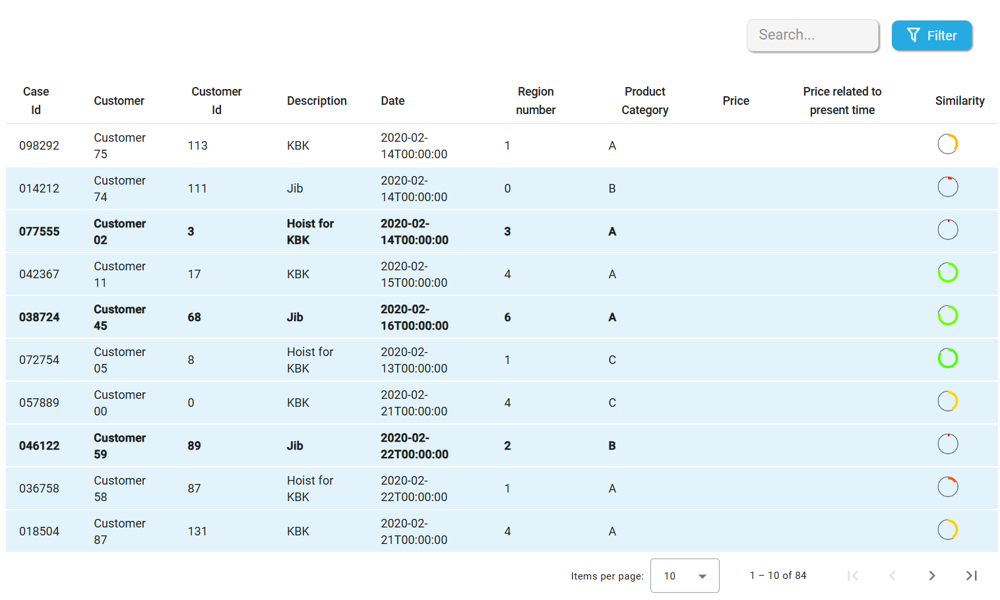 Search...
Filter
Case Id Customer Customer Id Description Date Region number Product Category Price Price related to present time Similarity
098292 Customer 75 113 KBK 2020-02-14T00:00:00 1 A
014212 Customer 74 111 Jib 2020-02-14T00:00:00 0 B
077555 Customer 02 3 Hoist for KBK 2020-02-14T00:00:00 3 A
042367 Customer 11 17 KBK 2020-02-15T00:00:00 4 A
038724 Customer 45 68 Jib 2020-02-16T00:00:00 6 A
072754 Customer 05 8 Hoist for KBK 2020-02-13T00:00:00 1 C
057889 Customer 00 0 KBK 2020-02-21T00:00:00 4 C
046122 Customer 59 89 Jib 2020-02-22T00:00:00 2 B
036758 Customer 58 87 Hoist for KBK 2020-02-22T00:00:00 1 A
018504 Customer 87 131 KBK 2020-02-21T00:00:00 4 A
Items per page: 10 1 – 10 of 84